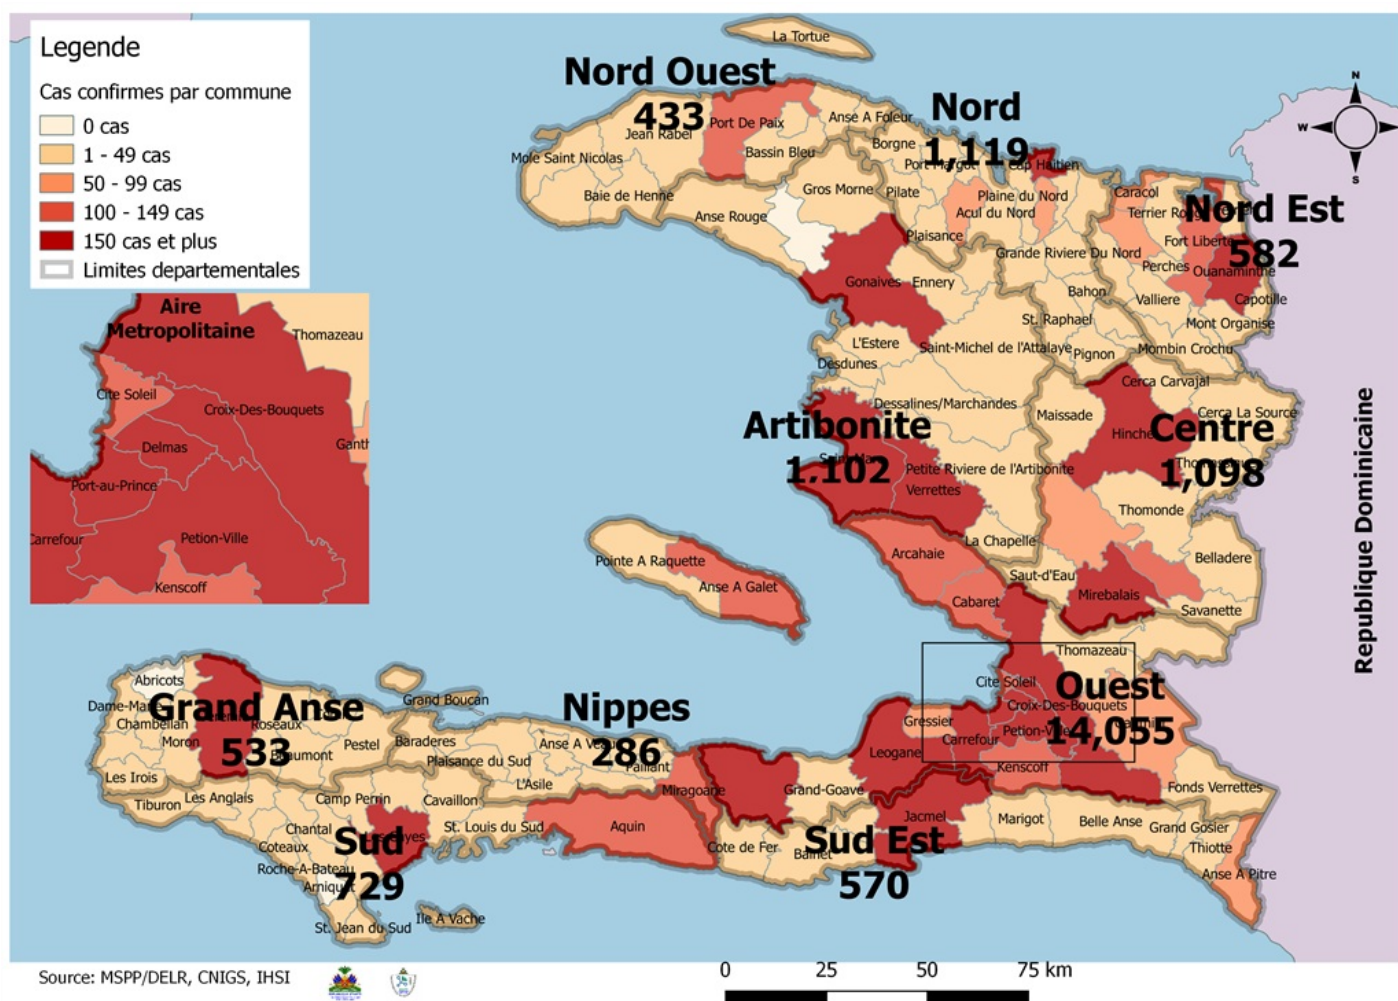 Legende
Cas confirmes par commune
0 cas
1 - 49 cas
50 - 99 cas
100 - 149 cas
150 cas et plus
Limites departementales
Aire
Metropolitaine
Thomazeau
Cite Soleil
Croix-Des-Bouquets
Ganth
Delmas
Port-au-Prince
Carrefour
Petion-Ville
Kenscoff
La Tortue
Nord Ouest
433
Port De Paix
Jean Rabel
Anse A Foleur
Bassin Bleu
Mole Saint Nicolas
Baie de Henne
Nord
1,119
Borgne
Port Margot
Cap Haitien
Gros Morne
Pilate
Plaine du Nord
Acul du Nord
Anse Rouge
Plaisance
Caracol
Nord Est
582
Fort Liberte
Grande Riviere Du Nord
Perches
Ouanaminthe
Gonaives
Ennery
Bahon
Valliere
Capotille
St. Raphael
Mont Organise
L'Estere
Saint-Michel de l'Attalaye
Pignon
Mombin Crochu
Desdunes
Cerca Carvajal
Dessalines/Marchandes
Maissade
Cerca La Source
Artibonite
1,102
Hinche
Centre
1,098
Petite Riviere de l'Artibonite
Verrettes
Thomonde
La Chapelle
Arcahaie
Belladere
Pointe A Raquette
Anse A Galet
Saut-d'Eau
Cabaret
Mirebalais
Savanette
Thomazeau
Cite Soleil
Ouest
14,055
Croix-Des-Bouquets
Gressier
Carrefour
Petion-Ville
Leogane
Kenscoff
Fonds Verrettes
Abricots
Grand Anse
533
Chambellan
Roseaux
Moron
Beaumont
Pestel
Les Irois
Grand Boucan
Baraderes
Plaisance du Sud
Nippes
286
L'Asile
Miragoane
Grand-Goave
Tiburon
Les Anglais
Camp Perrin
Cavaillon
St. Louis du Sud
Aquin
Chantal
Coteaux
Sud
729
Roche-A-Bateau
Arniquet
St. Jean du Sud
Ile A Vache
Cote de Fer
Bainet
Sud Est
570
Jacmel
Marigot
Belle Anse
Grand Gosier
Thiotte
Anse A Pitre
N
W
S
Republique Dominicaine
Source: MSPP/DELR, CNIGS, IHSI
0 25 50 75 km